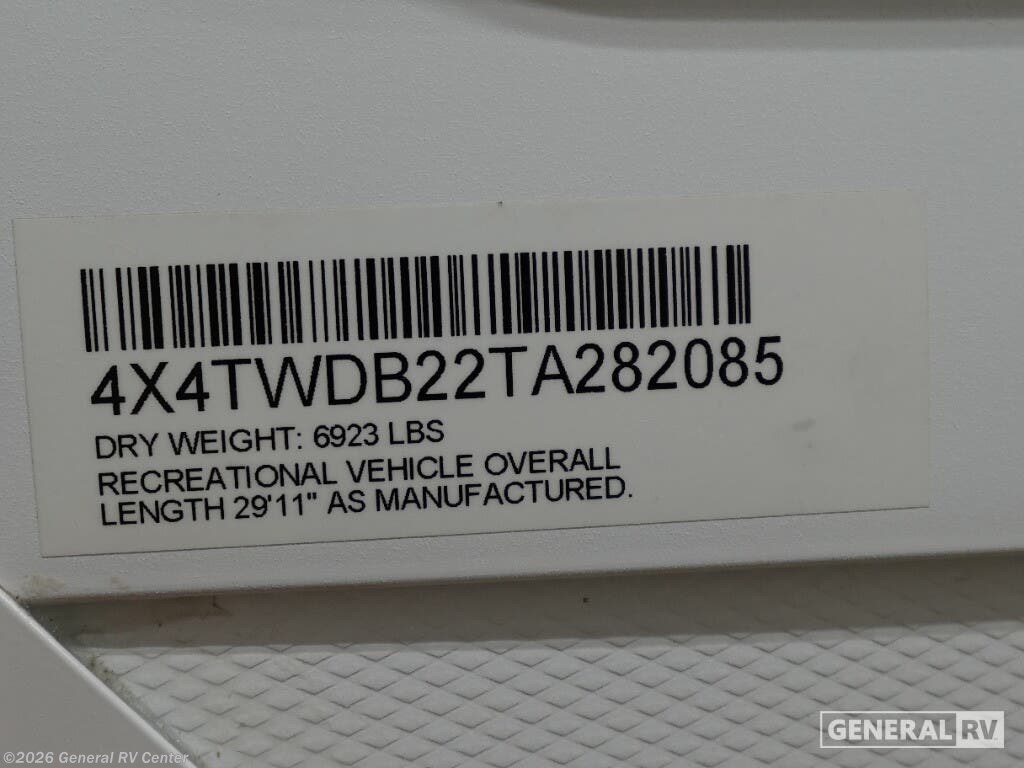 4X4TWDB22TA282085
DRY WEIGHT: 6923 LBS
RECREATIONAL VEHICLE OVERALL
LENGTH 29'11" AS MANUFACTURED.
GENERAL RV
©2026 General RV Center